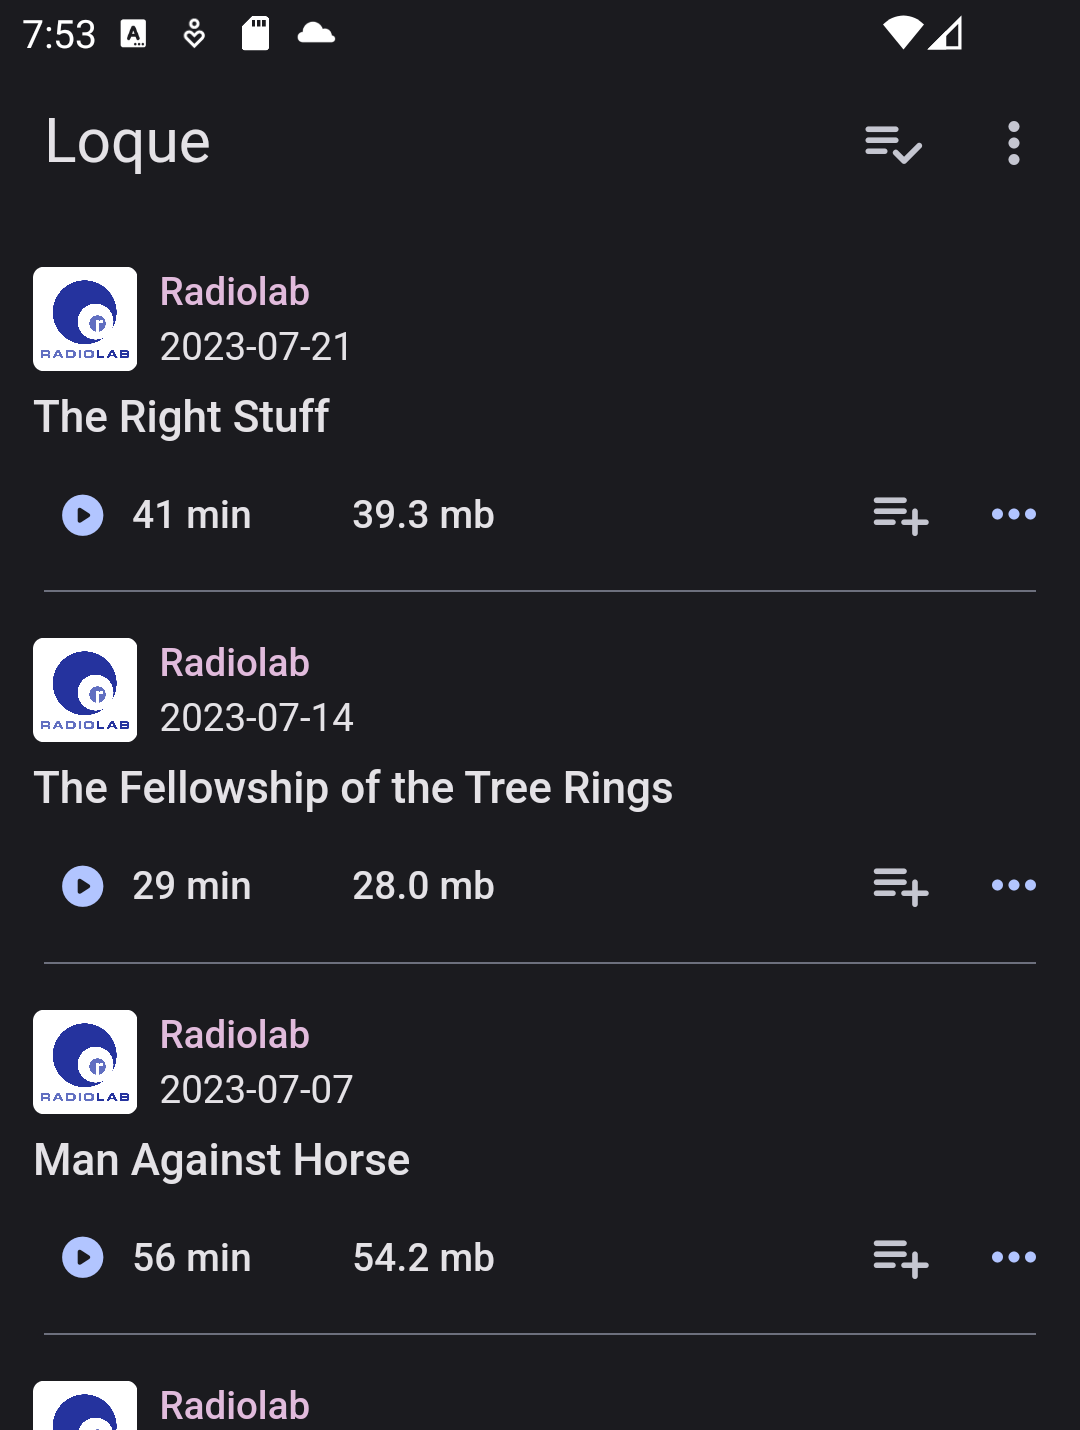 7:53
Loque
RADIOLAB
Radiolab
2023-07-21
The Right Stuff
41 min 39.3 mb
RADIOLAB
Radiolab
2023-07-14
The Fellowship of the Tree Rings
29 min 28.0 mb
RADIOLAB
Radiolab
2023-07-07
Man Against Horse
56 min 54.2 mb
Radiolab